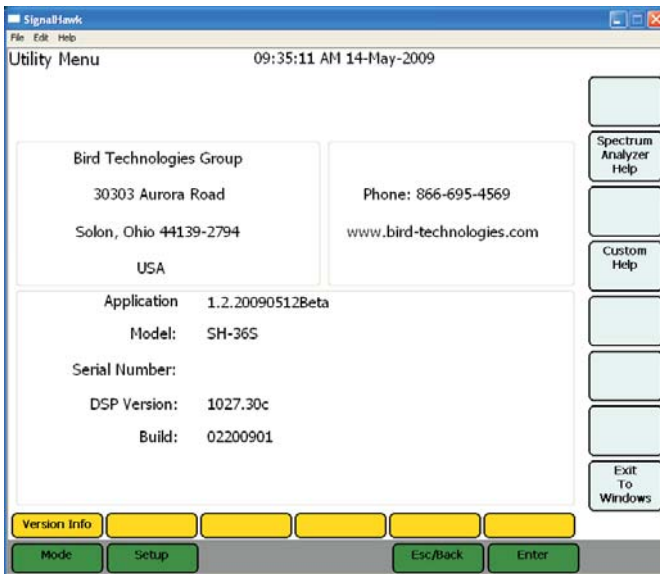 SignalHawk
File Edit Help
Utility Menu
09:35:11 AM 14-May-2009
Bird Technologies Group
30303 Aurora Road
Solon, Ohio 44139-2794
USA
Phone: 866-695-4569
www.bird-technologies.com
Application 1.2.20090512Beta
Model: SH-36S
Serial Number:
DSP Version: 1027.30c
Build: 02200901
Spectrum
Analyzer
Help
Custom
Help
Exit
To
Windows
Version Info
Mode
Setup
Esc/Back
Enter